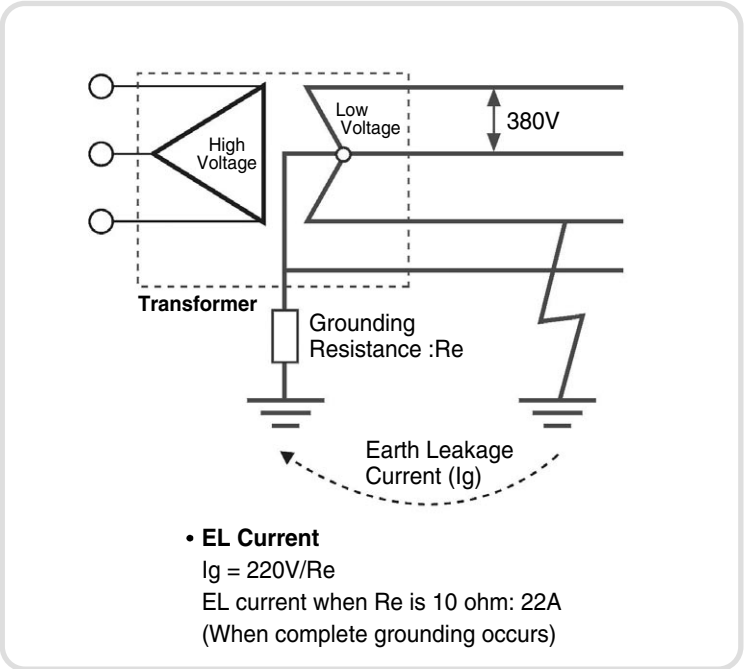 Low
Voltage
380V
High
Voltage
Transformer
Grounding
Resistance :Re
Earth Leakage
Current (Ig)
• EL Current
Ig = 220V/Re
EL current when Re is 10 ohm: 22A
(When complete grounding occurs)